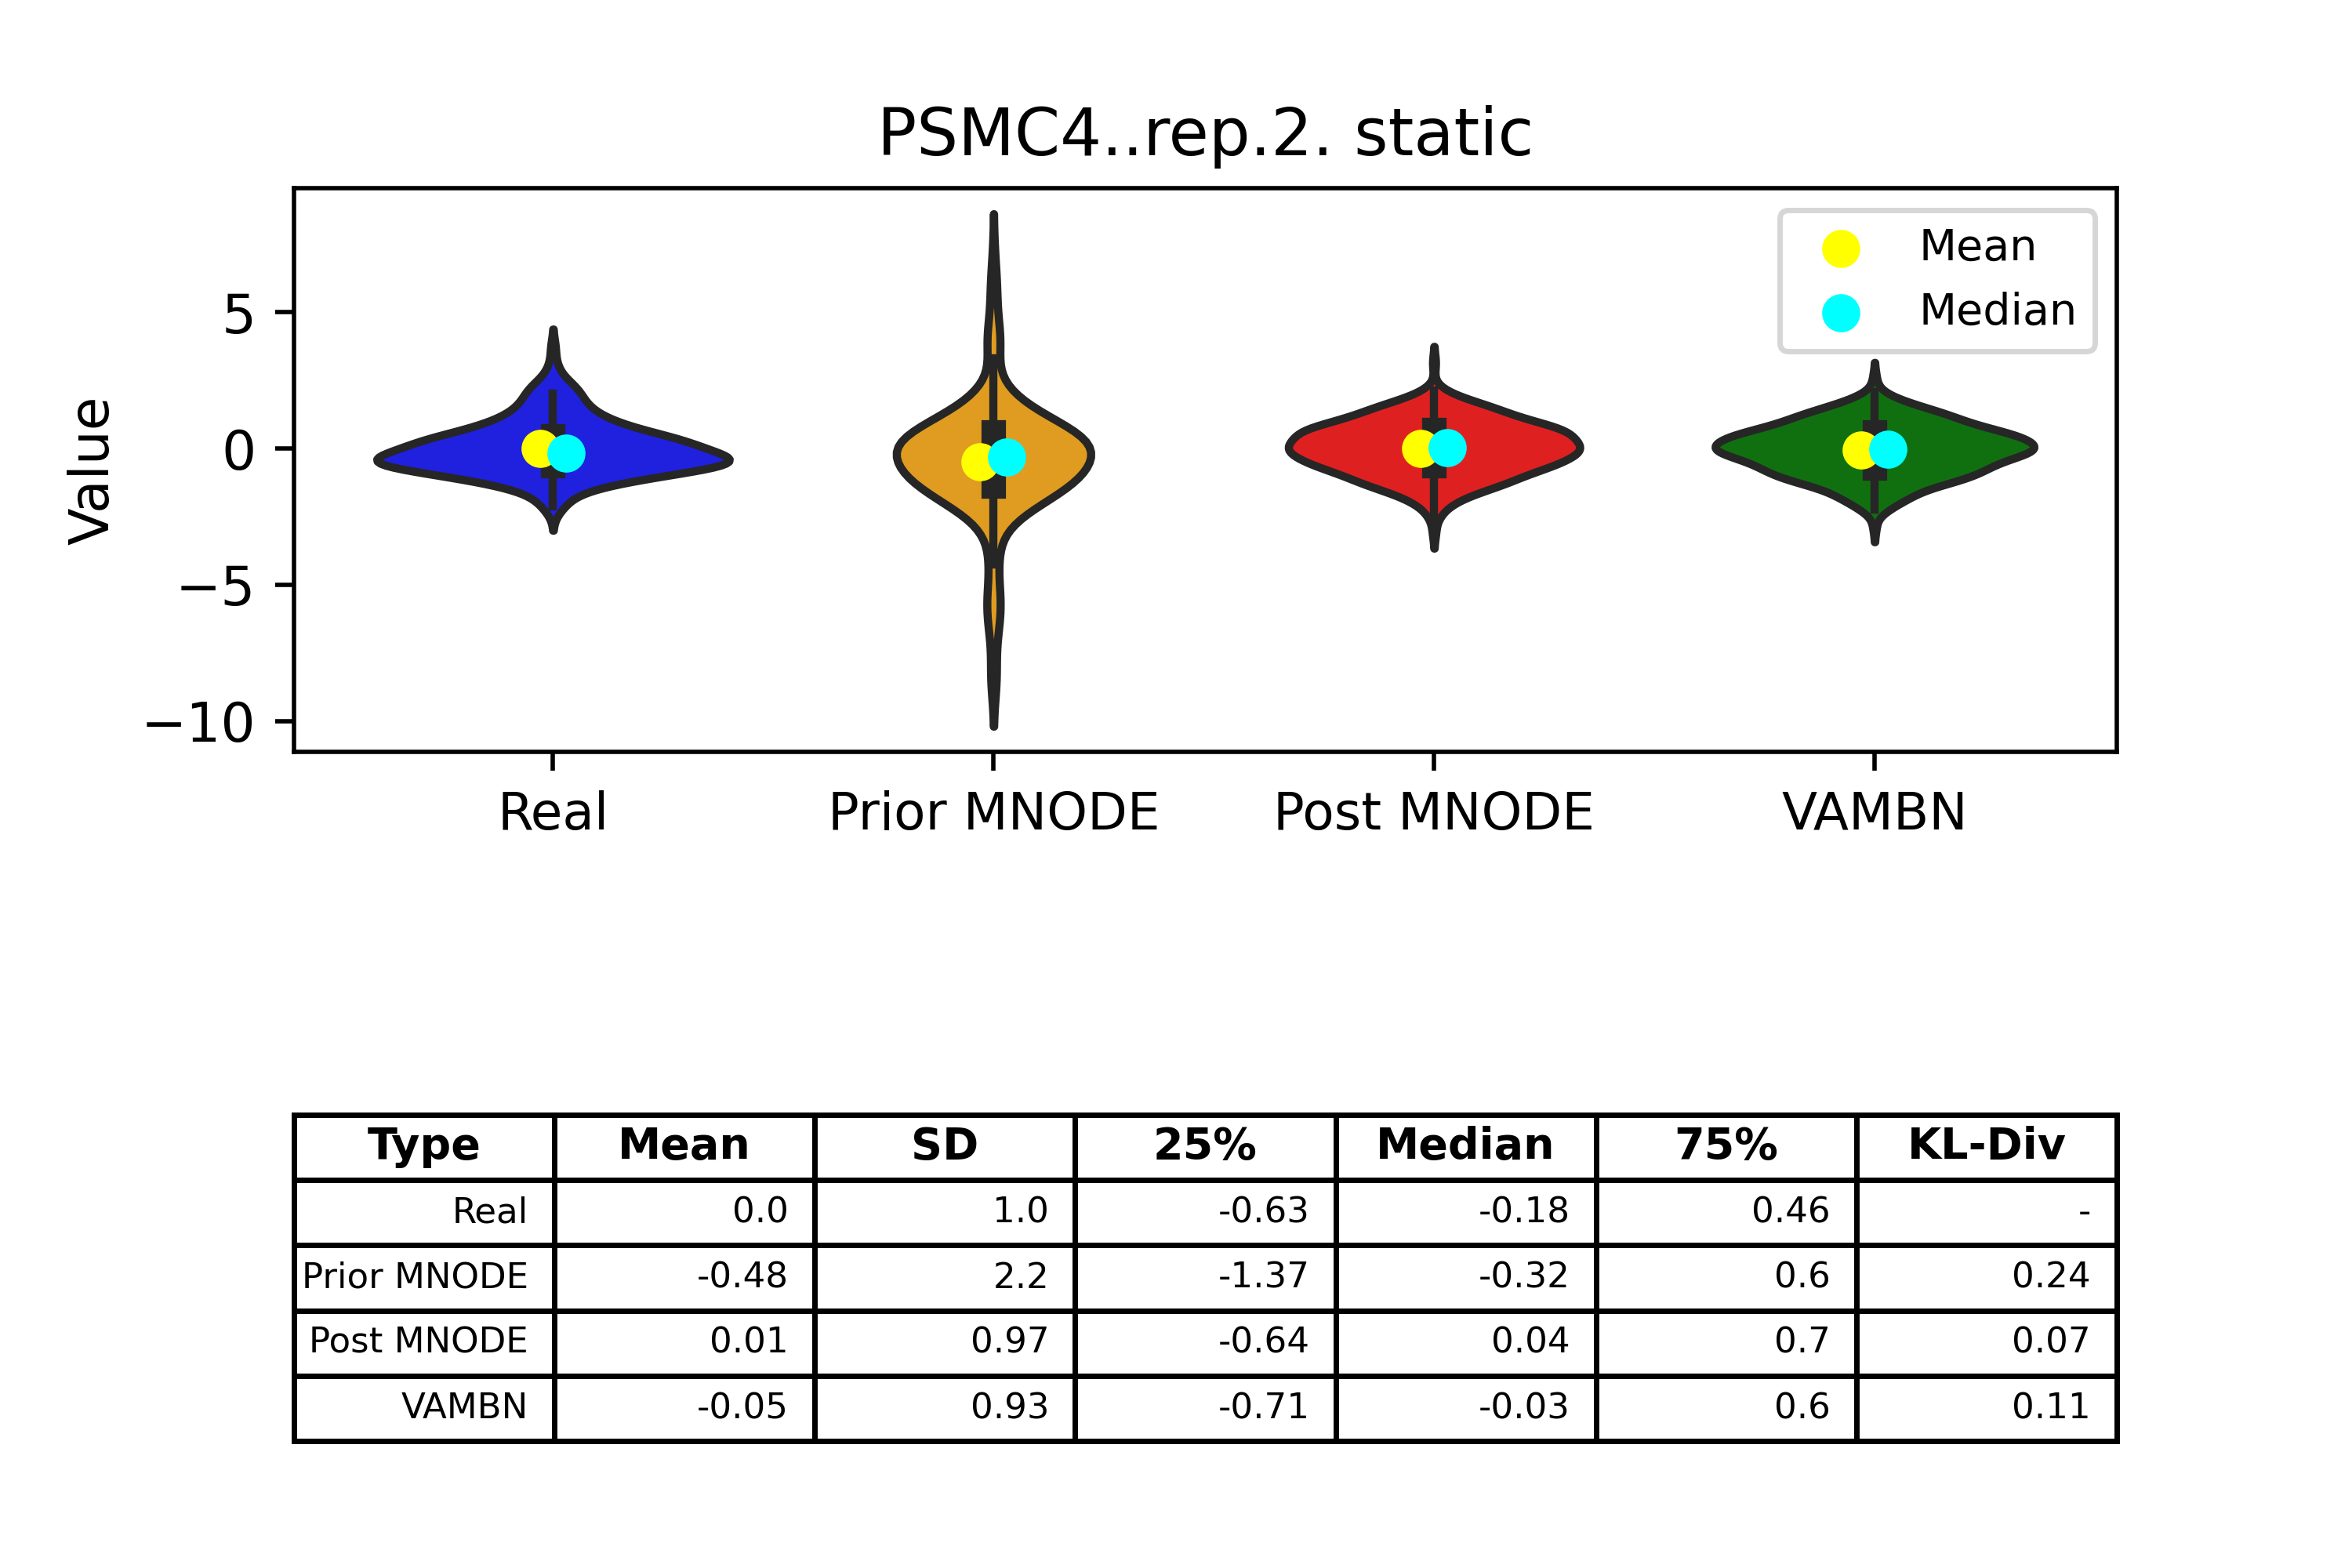 PSMC4..rep.2. static
Mean
Median
Value
5
0
−5
−10
Real Prior MNODE Post MNODE VAMBN
Type Mean SD 25% Median 75% KL-Div
Real 0.0 1.0 -0.63 -0.18 0.46 -
Prior MNODE -0.48 2.2 -1.37 -0.32 0.6 0.24
Post MNODE 0.01 0.97 -0.64 0.04 0.7 0.07
VAMBN -0.05 0.93 -0.71 -0.03 0.6 0.11